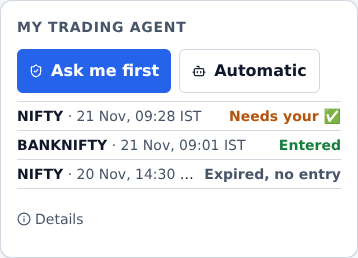 MY TRADING AGENT
Ask me first
Automatic
NIFTY · 21 Nov, 09:28 IST Needs your ✅
BANKNIFTY · 21 Nov, 09:01 IST Entered
NIFTY · 20 Nov, 14:30 ... Expired, no entry
Details